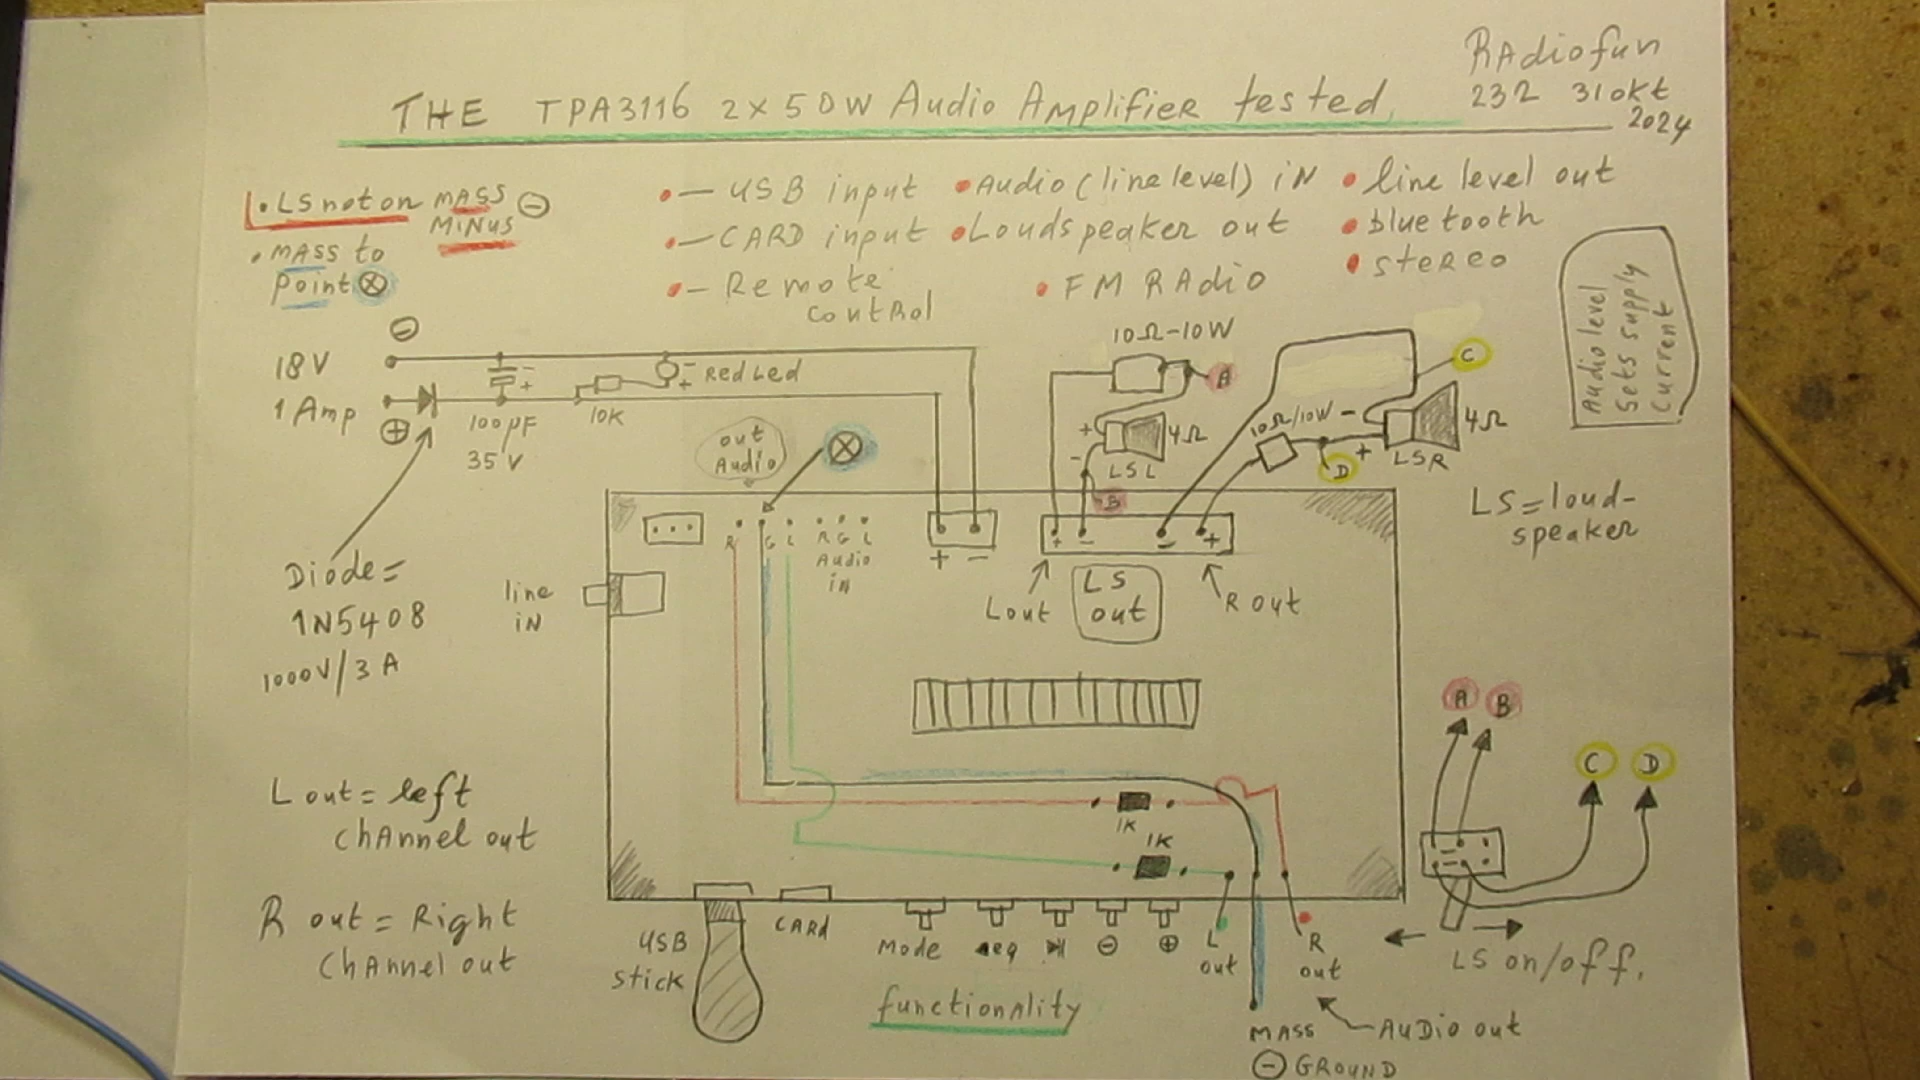 RAdiofun
THE TPA3116 2x50W Audio Amplifier tested
23Ω 31okt
2024
• LS not on MASS ⊖
MINUS
• MASS to
point ⊗
• — USB input • Audio (line level) iN • line level out
• — CARD input • Loudspeaker out • bluetooth
• — Remote control • FM RAdio • stereo
Audio level
Sets supply
current
⊖
18V
1 Amp
⊕
−
+
100µF
35V
10K
−
+
Red Led
10Ω-10W
A
+
−
4Ω
LSL
B
C
10Ω/10W
−
+
4Ω
LSR
D
out
Audio
⊗
LS = loud-
speaker
R G L R G L
Audio
in
+ −
+ − − +
L out
LS
out
R out
line
iN
Diode =
1N5408
1000V/3A
A B
C D
L out = left
channel out
1K
1K
R out = Right
channel out
USB
stick
CARd
Mode
◀eq
▶||
⊖
⊕
L
out
R
out
LS on/off.
functionality
MASS
⊖ GROUND
AuDio out